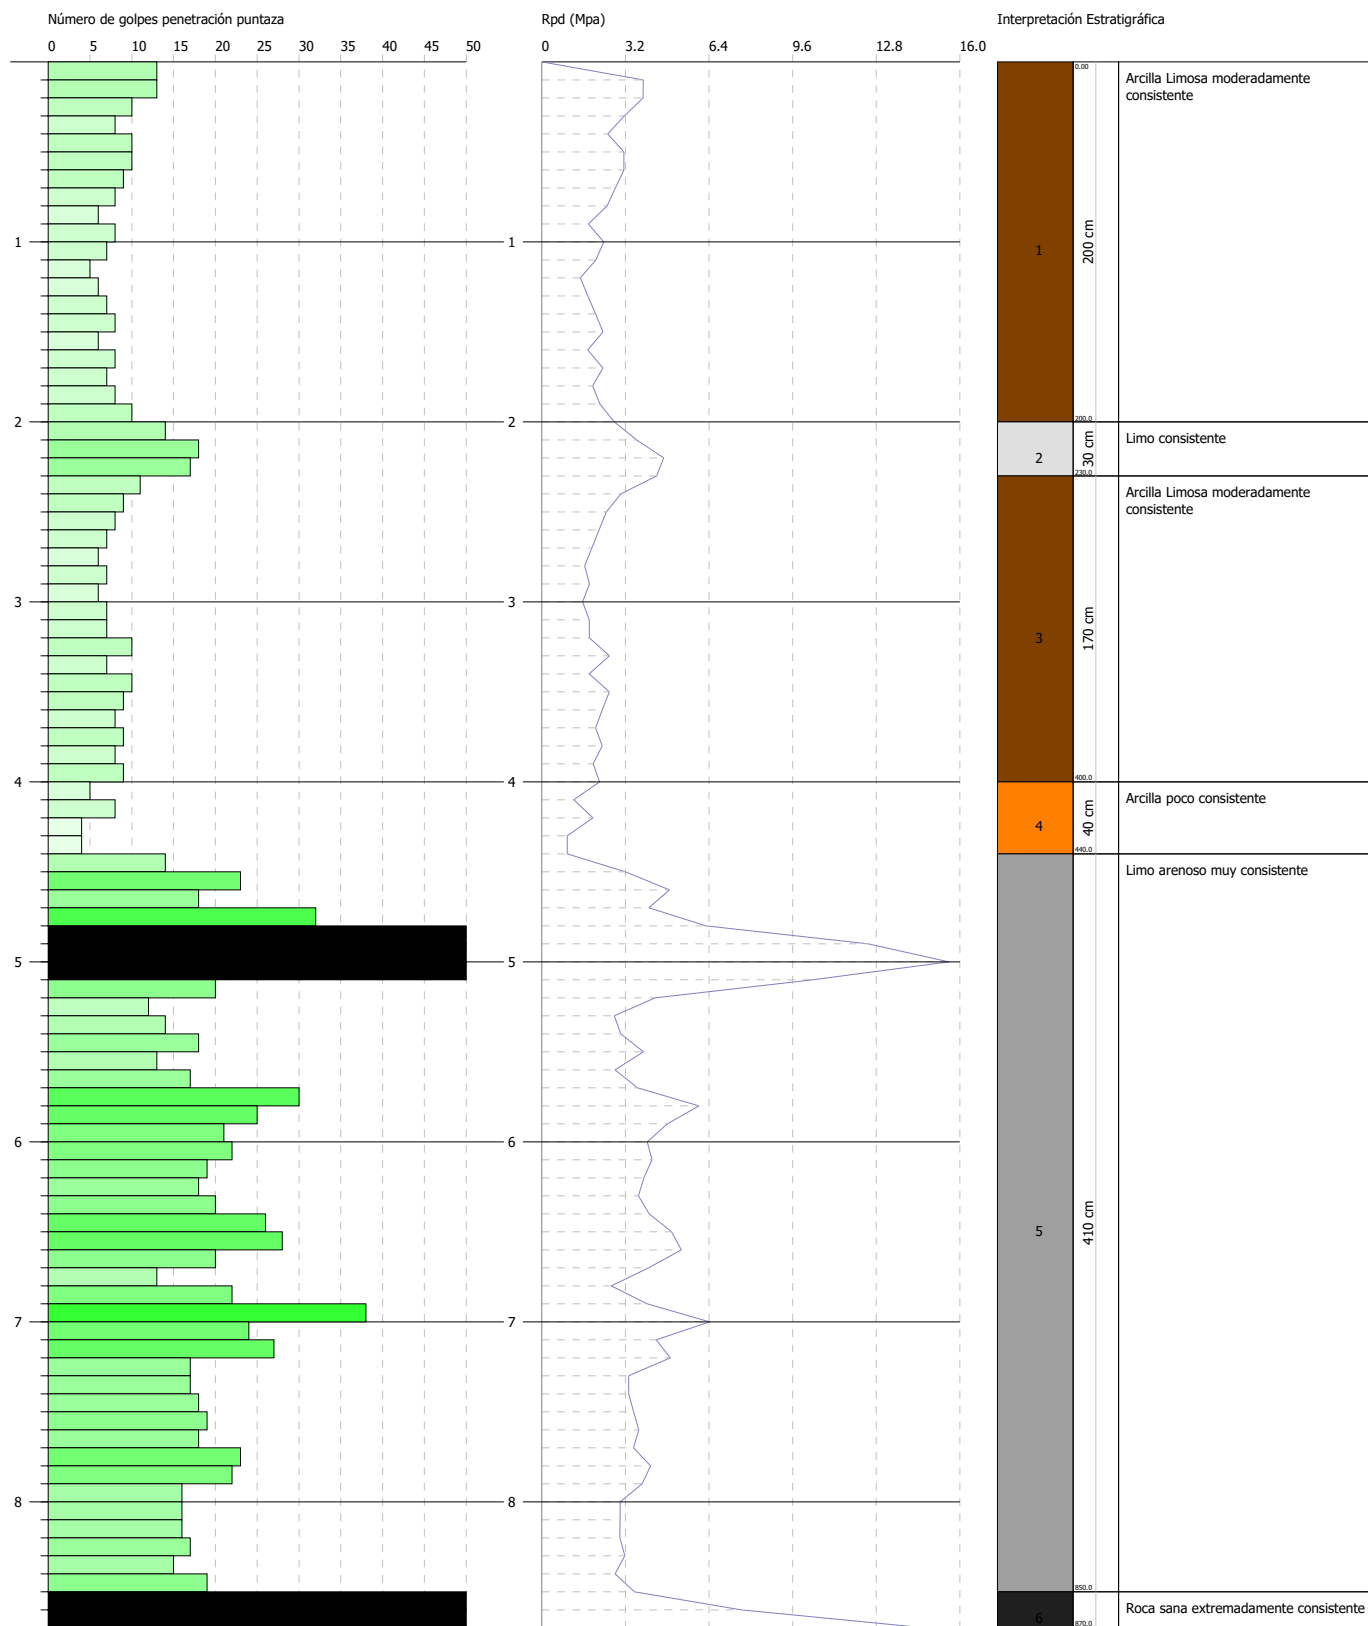 Número de golpes penetración puntaza
0 5 10 15 20 25 30 35 40 45 50
1
2
3
4
5
6
7
8
Rpd (Mpa)
0 3.2 6.4 9.6 12.8 16.0
1
2
3
4
5
6
7
8
Interpretación Estratigráfica
0.00
1
200 cm
Arcilla Limosa moderadamente
consistente
200.0
2
30 cm
Limo consistente
230.0
3
170 cm
Arcilla Limosa moderadamente
consistente
400.0
4
40 cm
Arcilla poco consistente
440.0
5
410 cm
Limo arenoso muy consistente
850.0
6
Roca sana extremadamente consistente
870.0